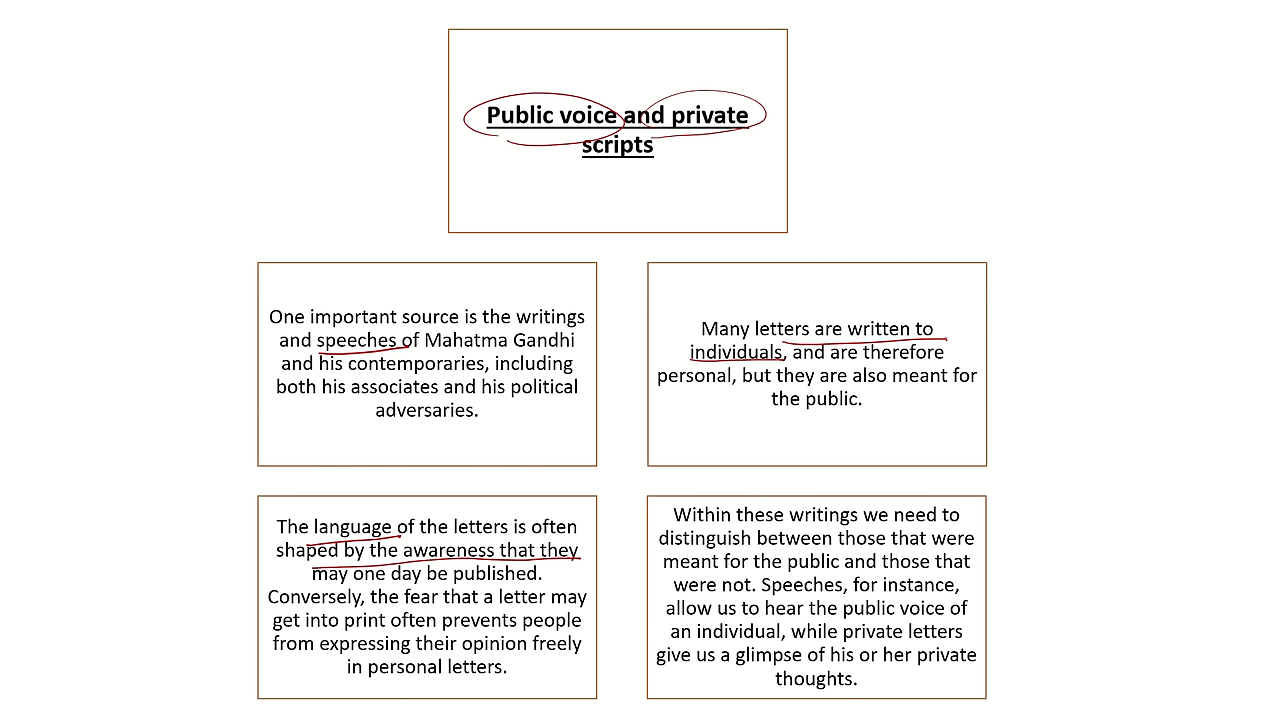 Public voice and private
scripts
One important source is the writings
and speeches of Mahatma Gandhi
and his contemporaries, including
both his associates and his political
adversaries.
Many letters are written to
individuals, and are therefore
personal, but they are also meant for
the public.
The language of the letters is often
shaped by the awareness that they
may one day be published.
Conversely, the fear that a letter may
get into print often prevents people
from expressing their opinion freely
in personal letters.
Within these writings we need to
distinguish between those that were
meant for the public and those that
were not. Speeches, for instance,
allow us to hear the public voice of
an individual, while private letters
give us a glimpse of his or her private
thoughts.